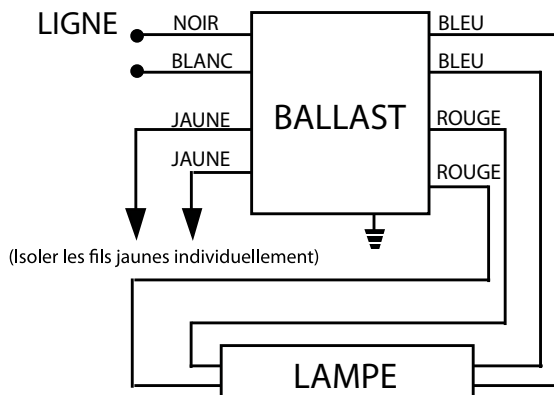 LIGNE
NOIR
BLEU
BLANC
BLEU
JAUNE
BALLAST
ROUGE
JAUNE
ROUGE
(Isoler les fils jaunes individuellement)
LAMPE